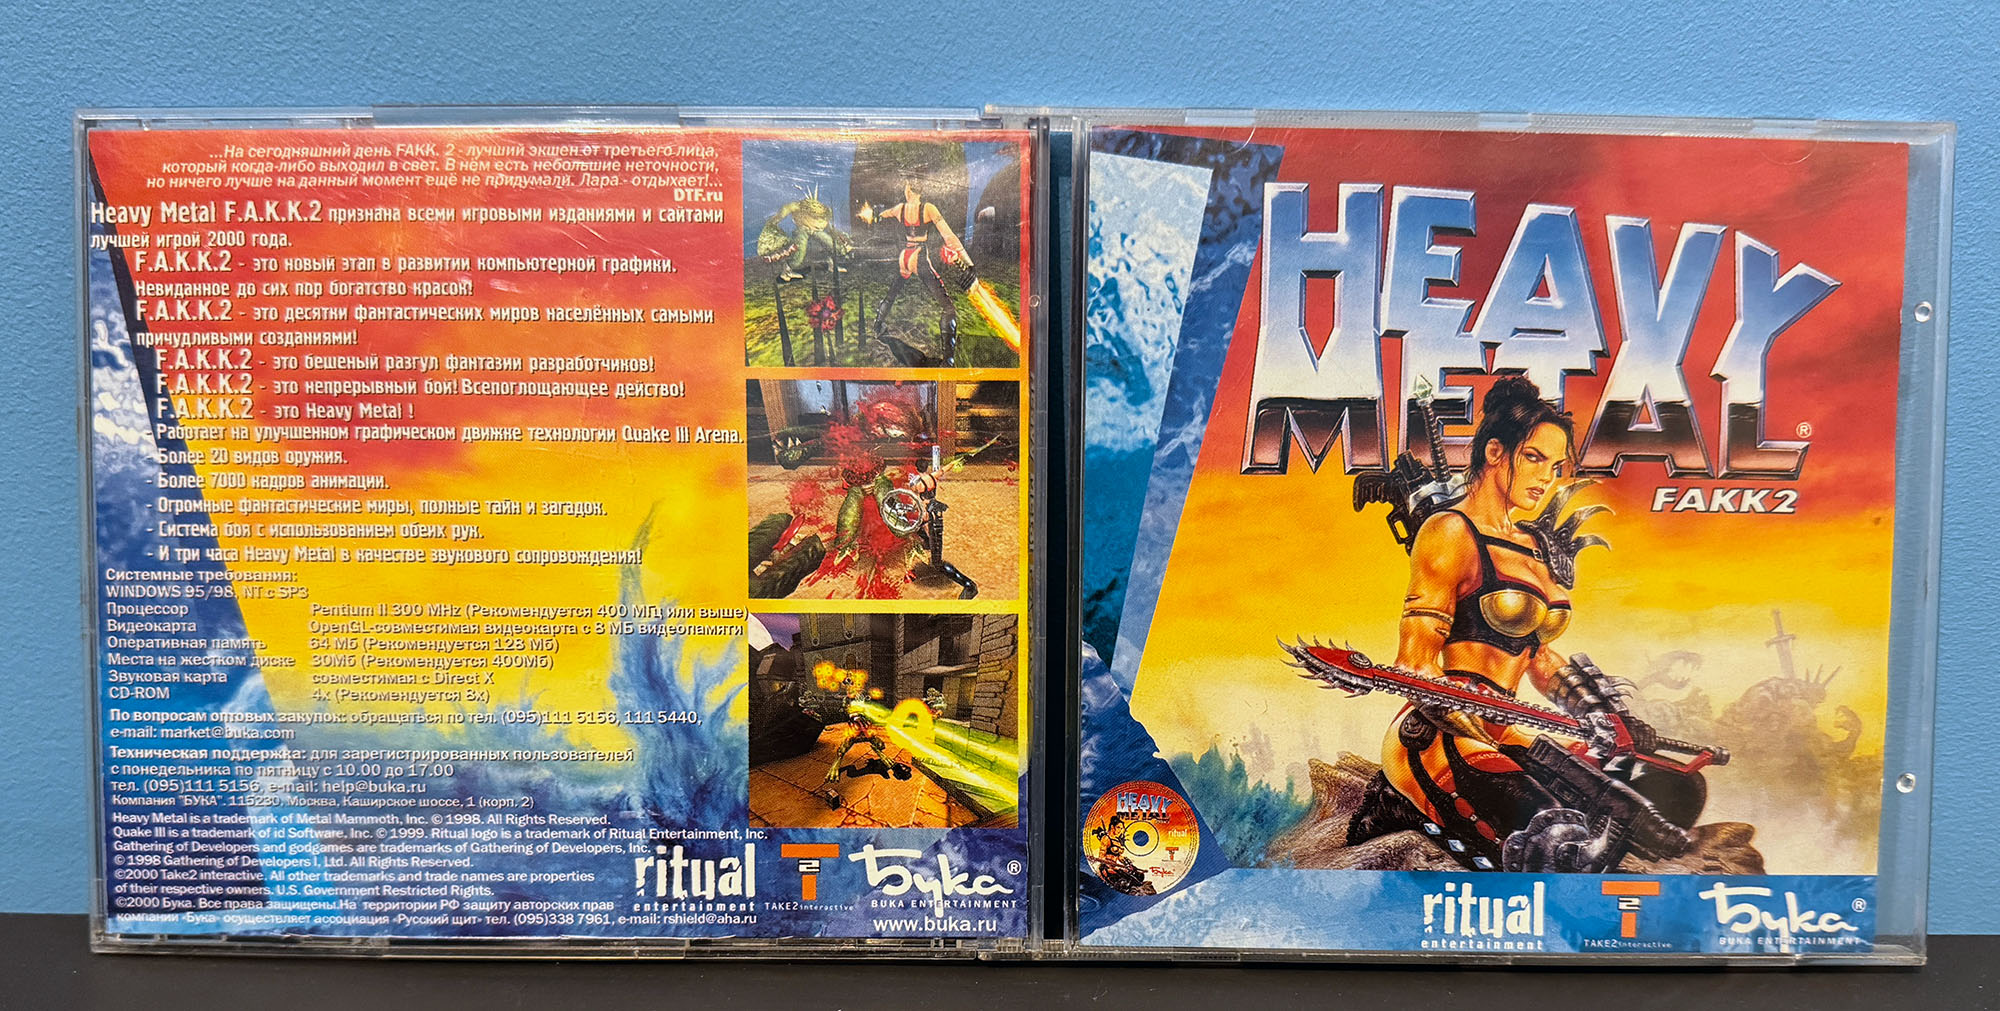 ...На сегодняшний день FAKK. 2 - лучший экшен от третьего лица,
который когда-либо выходил в свет. В нём есть небольшие неточности,
но ничего лучше на данный момент ещё не придумали. Лара - отдыхает!...
DTF.ru
Heavy Metal F.A.K.K.2 признана всеми игровыми изданиями и сайтами
лучшей игрой 2000 года.
F.A.K.K.2 - это новый этап в развитии компьютерной графики.
Невиданное до сих пор богатство красок!
F.A.K.K.2 - это десятки фантастических миров населённых самыми
причудливыми созданиями!
F.A.K.K.2 - это бешеный разгул фантазии разработчиков!
F.A.K.K.2 - это непрерывный бой! Всепоглощающее действо!
F.A.K.K.2 - это Heavy Metal !
- Работает на улучшенном графическом движке технологии Quake III Arena.
- Более 20 видов оружия.
- Более 7000 кадров анимации.
- Огромные фантастические миры, полные тайн и загадок.
- Система боя с использованием обеих рук.
- И три часа Heavy Metal в качестве звукового сопровождения!
Системные требования:
WINDOWS 95/98, NT с SP3
Процессор Pentium II 300 MHz (Рекомендуется 400 МГц или выше)
Видеокарта OpenGL-совместимая видеокарта с 8 МБ видеопамяти
Оперативная память 64 Мб (Рекомендуется 128 Мб)
Места на жестком диске 30Мб (Рекомендуется 400Мб)
Звуковая карта совместимая с Direct X
CD-ROM 4x (Рекомендуется 8x)
По вопросам оптовых закупок: обращаться по тел. (095)111 5156, 111 5440,
e-mail: market@buka.com
Техническая поддержка: для зарегистрированных пользователей
с понедельника по пятницу с 10.00 до 17.00
тел. (095)111 5156, e-mail: help@buka.ru
Компания "БУКА". 115230, Москва, Каширское шоссе, 1 (корп. 2)
Heavy Metal is a trademark of Metal Mammoth, Inc. © 1998. All Rights Reserved.
Quake III is a trademark of id Software, Inc. © 1999. Ritual logo is a trademark of Ritual Entertainment, Inc.
Gathering of Developers and godgames are trademarks of Gathering of Developers, Inc.
© 1998 Gathering of Developers I, Ltd. All Rights Reserved.
©2000 Take2 interactive. All other trademarks and trade names are properties
of their respective owners. U.S. Government Restricted Rights.
©2000 Бука. Все права защищены.На территории РФ защиту авторских прав
компании «Бука» осуществляет ассоциация «Русский щит» тел. (095)338 7961, e-mail: rshield@aha.ru
ritual
entertainment
T2
TAKE2interactive
Бука®
BUKA ENTERTAINMENT
www.buka.ru
HEAVY
METAL®
FAKK2
HEAVY
METAL
ritual
Бука
ritual
entertainment
T2
TAKE2interactive
Бука®
BUKA ENTERTAINMENT